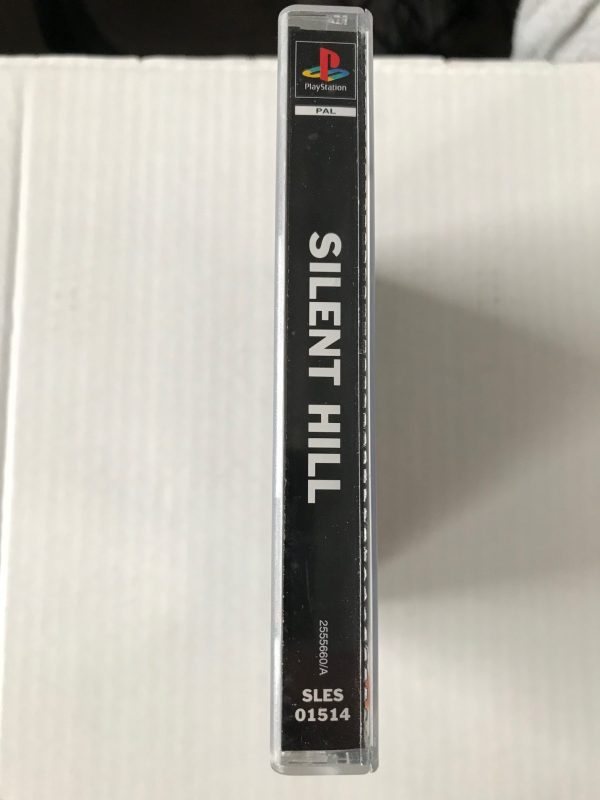 PlayStation
PAL
SILENT HILL
2555660/A
SLES
01514